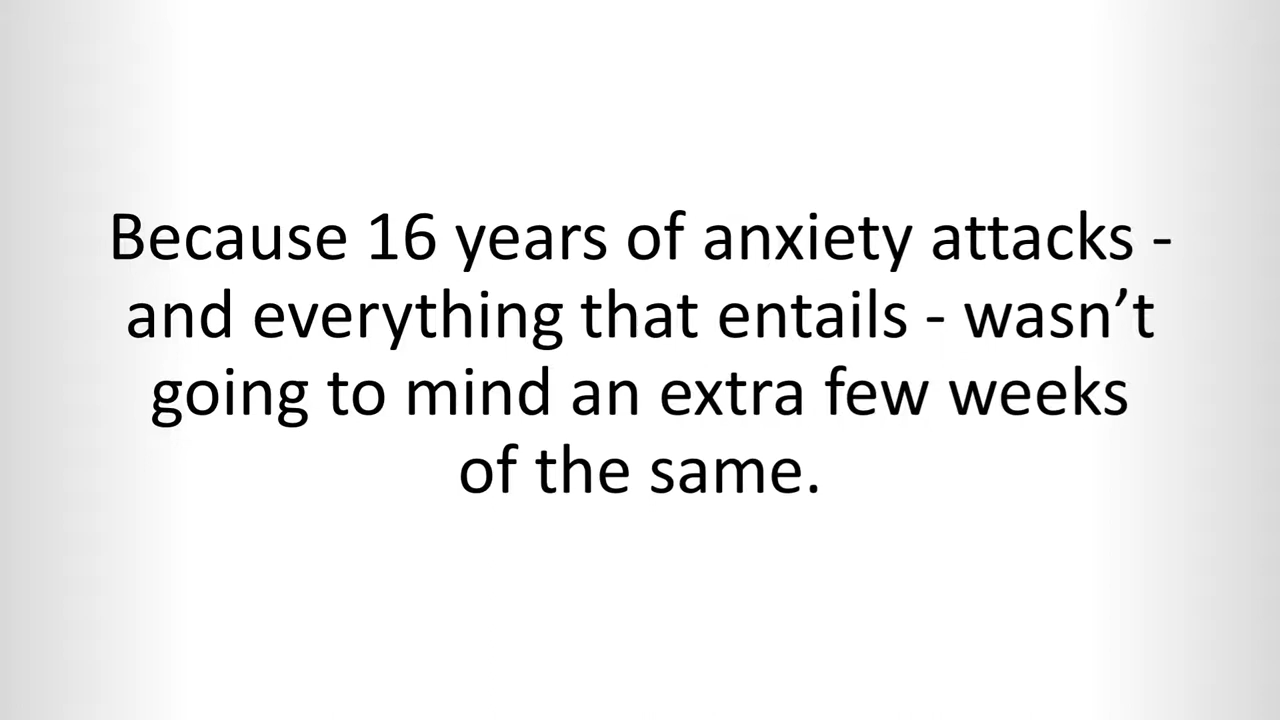 Because 16 years of anxiety attacks -
and everything that entails - wasn’t
going to mind an extra few weeks
of the same.